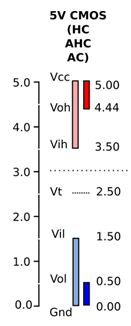 5V CMOS
(HC
AHC
AC)
Vcc
5.0 5.00
Voh 4.44
4.0
Vih 3.50
3.0
Vt 2.50
2.0
Vil 1.50
1.0
Vol 0.50
0.0 0.00
Gnd